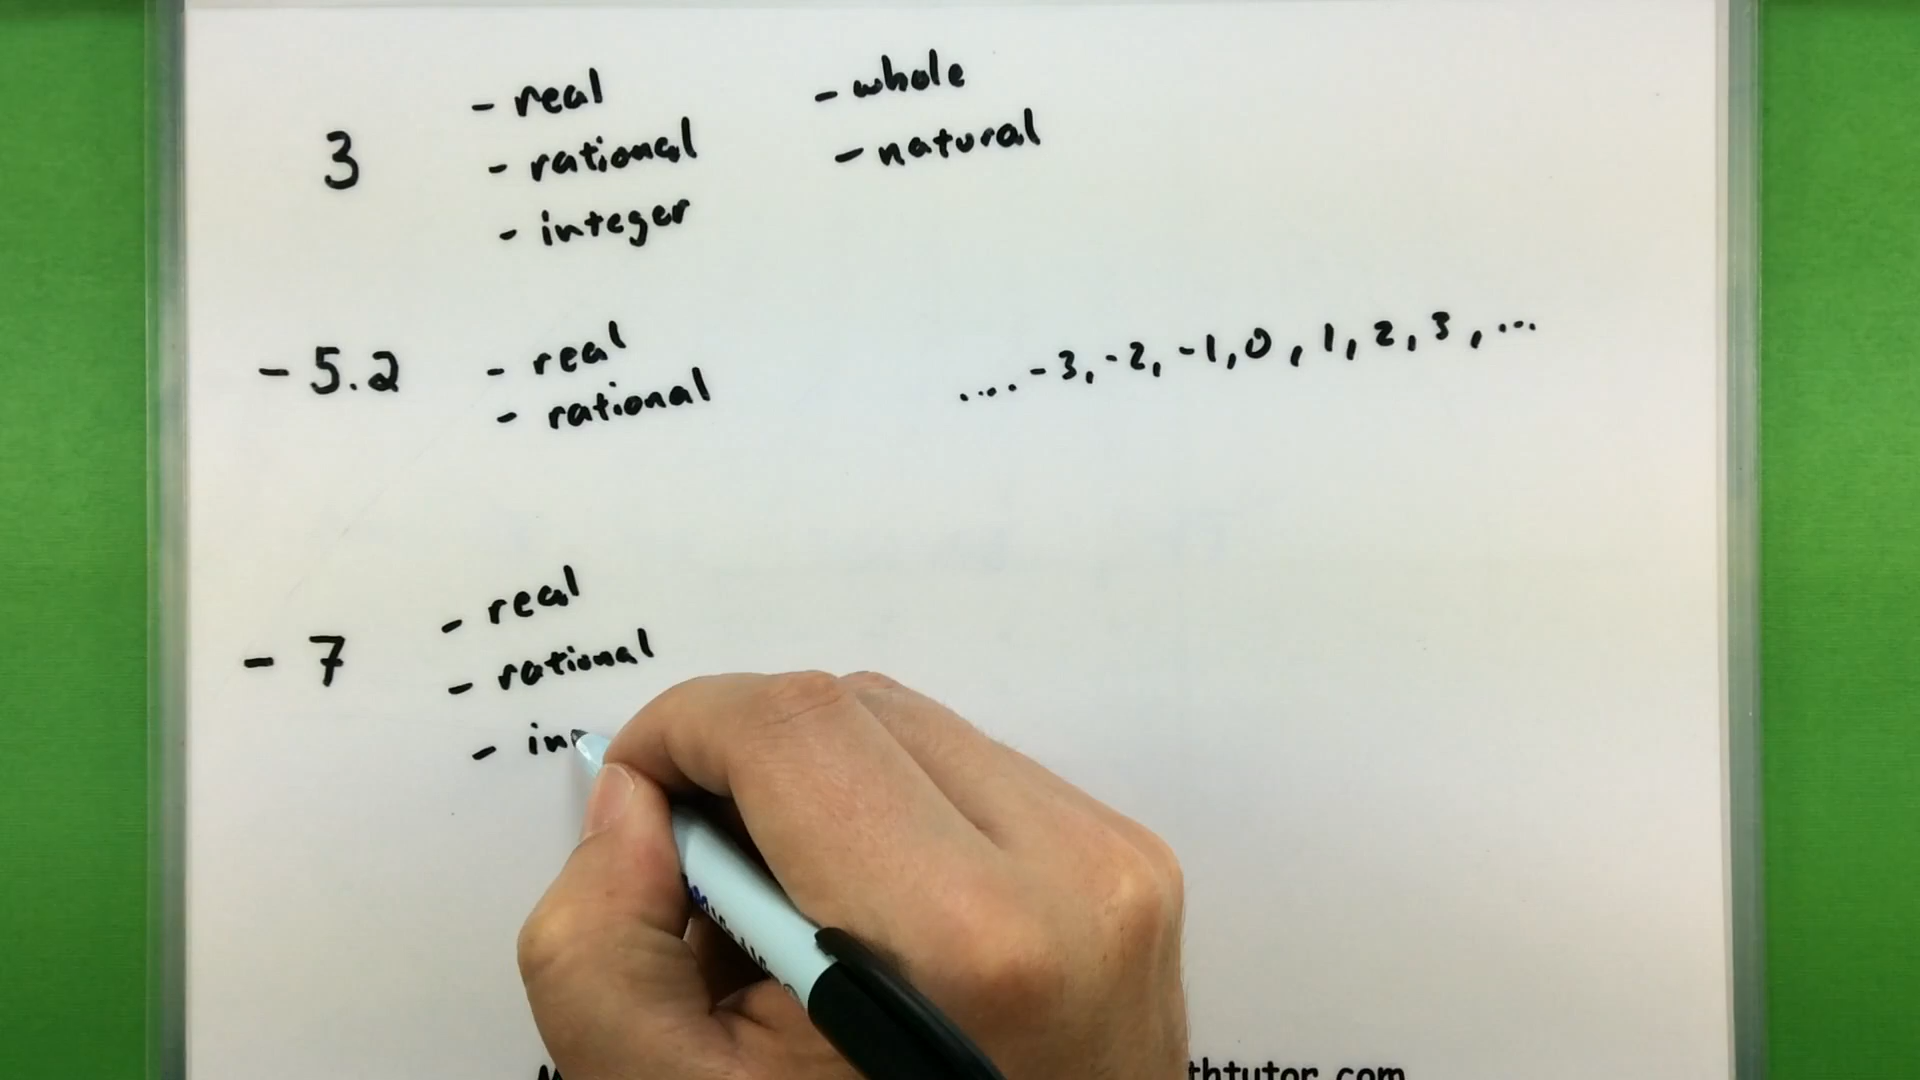 3
- real
- rational
- integer
- whole
- natural
- 5.2
- real
- rational
.... -3, -2, -1, 0, 1, 2, 3, ...
- 7
- real
- rational
- in
thtutor.com